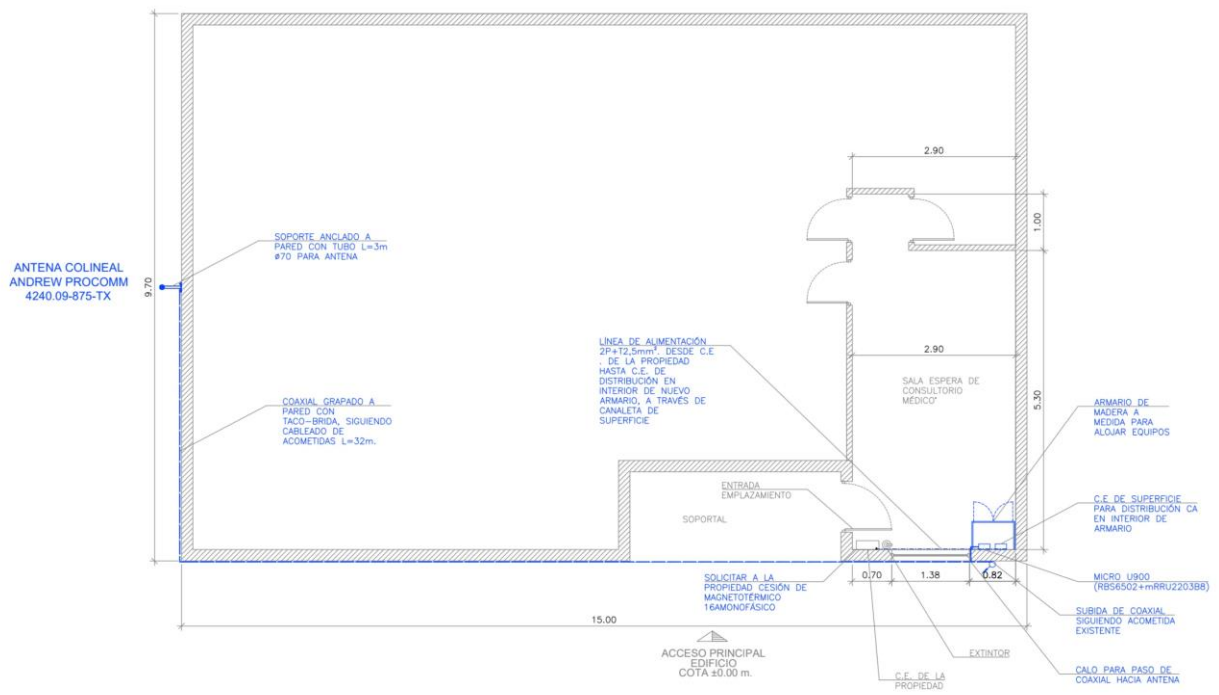 2.90
1.00
SOPORTE ANCLADO A
PARED CON TUBO L=3m
ø70 PARA ANTENA
ANTENA COLINEAL
ANDREW PROCOMM
4240.09-875-TX
9.70
LÍNEA DE ALIMENTACIÓN
2P+T2,5mm². DESDE C.E
. DE LA PROPIEDAD
HASTA C.E. DE
DISTRIBUCIÓN EN
INTERIOR DE NUEVO
ARMARIO, A TRAVÉS DE
CANALETA DE
SUPERFICIE
2.90
SALA ESPERA DE
CONSULTORIO
MÉDICO"
5.30
COAXIAL GRAPADO A
PARED CON
TACO-BRIDA, SIGUIENDO
CABLEADO DE
ACOMETIDAS L=32m.
ARMARIO DE
MADERA A
MEDIDA PARA
ALOJAR EQUIPOS
ENTRADA
EMPLAZAMIENTO
SOPORTAL
C.E DE SUPERFICIE
PARA DISTRIBUCIÓN CA
EN INTERIOR DE
ARMARIO
SOLICITAR A LA
PROPIEDAD CESIÓN DE
MAGNETOTÉRMICO
16AMONOFÁSICO
0.70
1.38
0.82
MICRO U900
(RBS6502+mRRU2203B8)
SUBIDA DE COAXIAL
SIGUIENDO ACOMETIDA
EXISTENTE
15.00
ACCESO PRINCIPAL
EDIFICIO
COTA ±0.00 m.
EXTINTOR
C.E. DE LA
PROPIEDAD
CALO PARA PASO DE
COAXIAL HACIA ANTENA